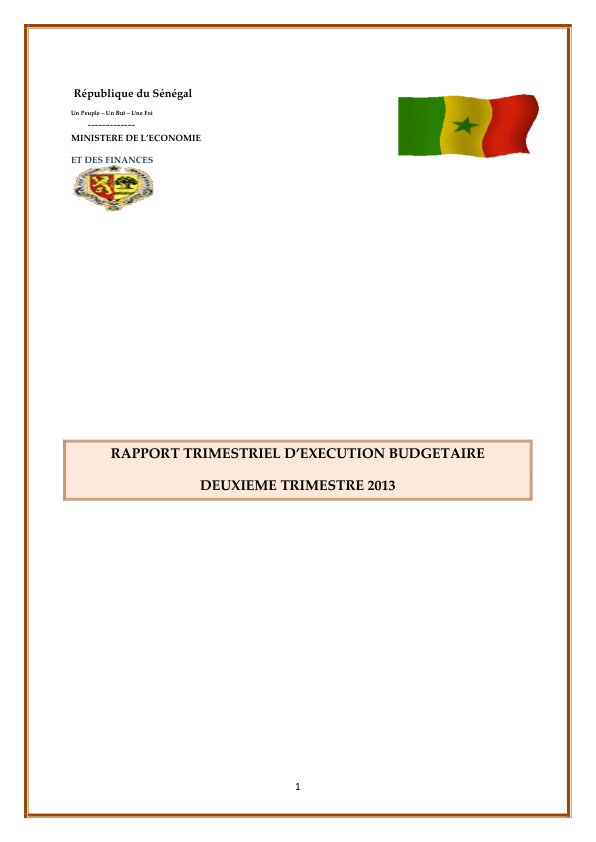 République du Sénégal
Un Peuple – Un But – Une Foi
-------------
MINISTERE DE L’ECONOMIE
ET DES FINANCES
RAPPORT TRIMESTRIEL D’EXECUTION BUDGETAIRE
DEUXIEME TRIMESTRE 2013
1